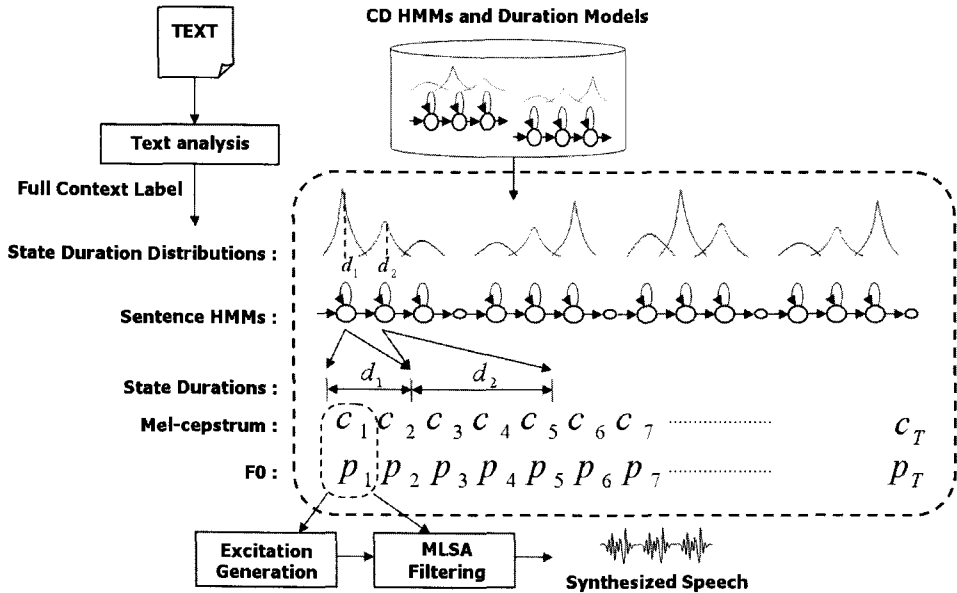 CD HMMs and Duration Models
TEXT
Text analysis
Full Context Label
State Duration Distributions :
d1 d2
Sentence HMMs :
State Durations : d1 d2
Mel-cepstrum : c1 c2 c3 c4 c5 c6 c7 ............... cT
F0 : p1 p2 p3 p4 p5 p6 p7 ............... pT
Excitation
Generation
MLSA
Filtering
Synthesized Speech